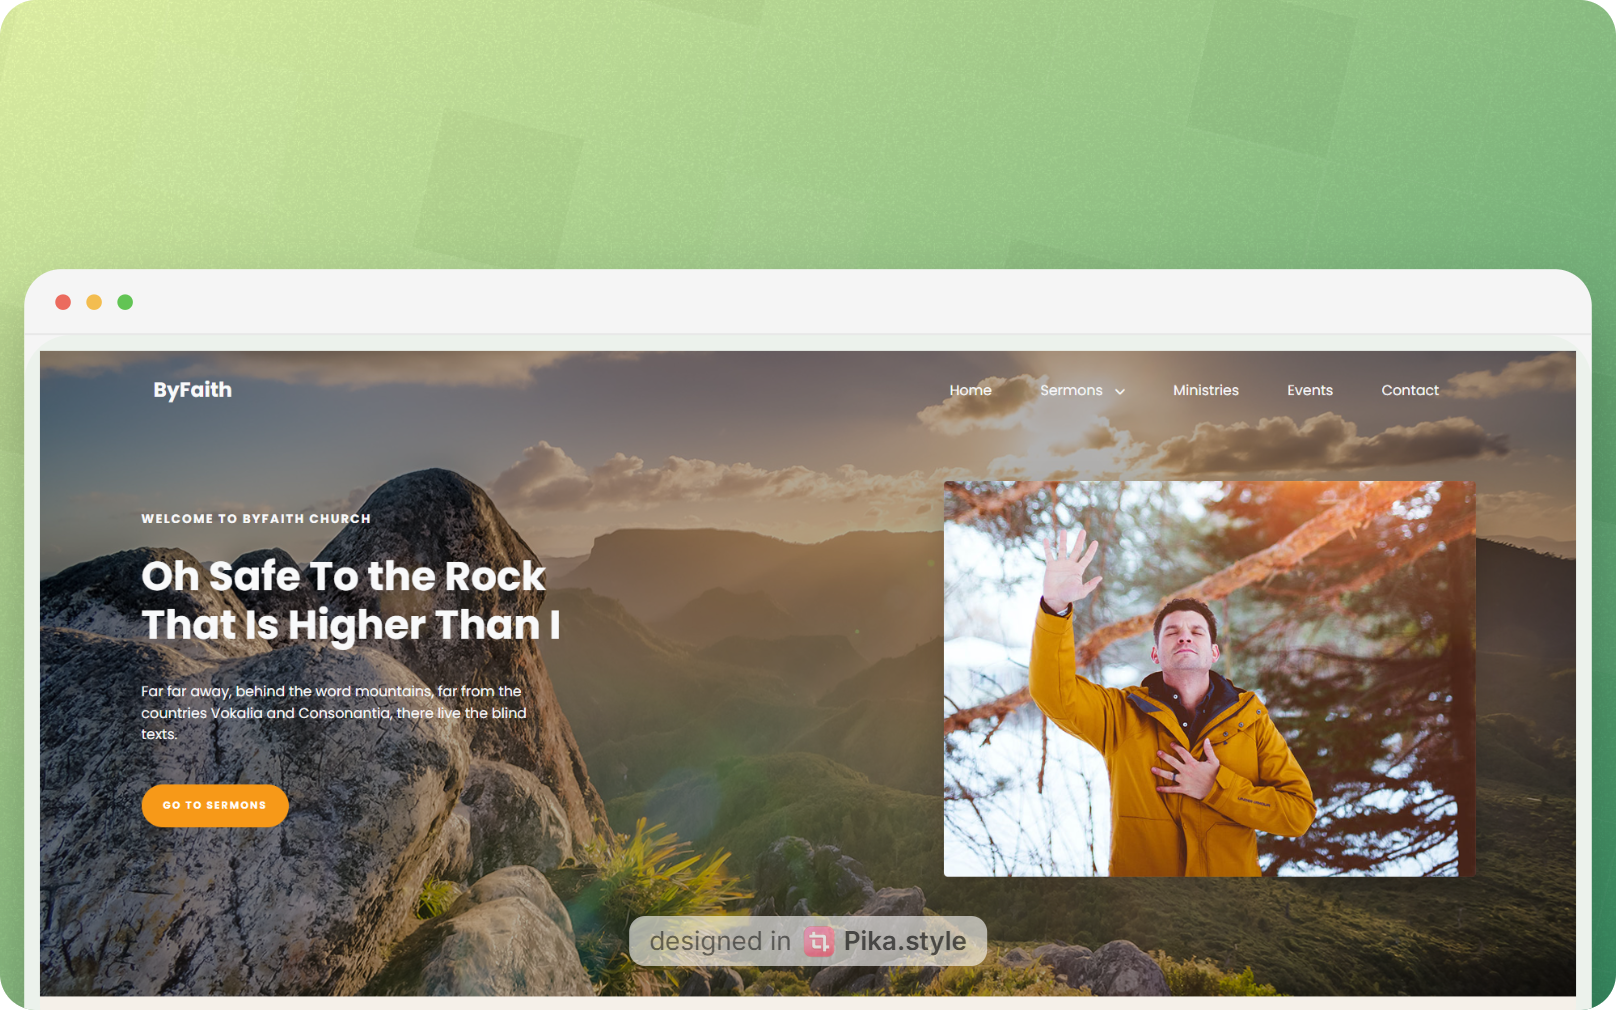 ByFaith
Home Sermons Ministries Events Contact
WELCOME TO BYFAITH CHURCH
Oh Safe To the Rock
That Is Higher Than I
Far far away, behind the word mountains, far from the
countries Vokalia and Consonantia, there live the blind
texts.
GO TO SERMONS
designed in Pika.style